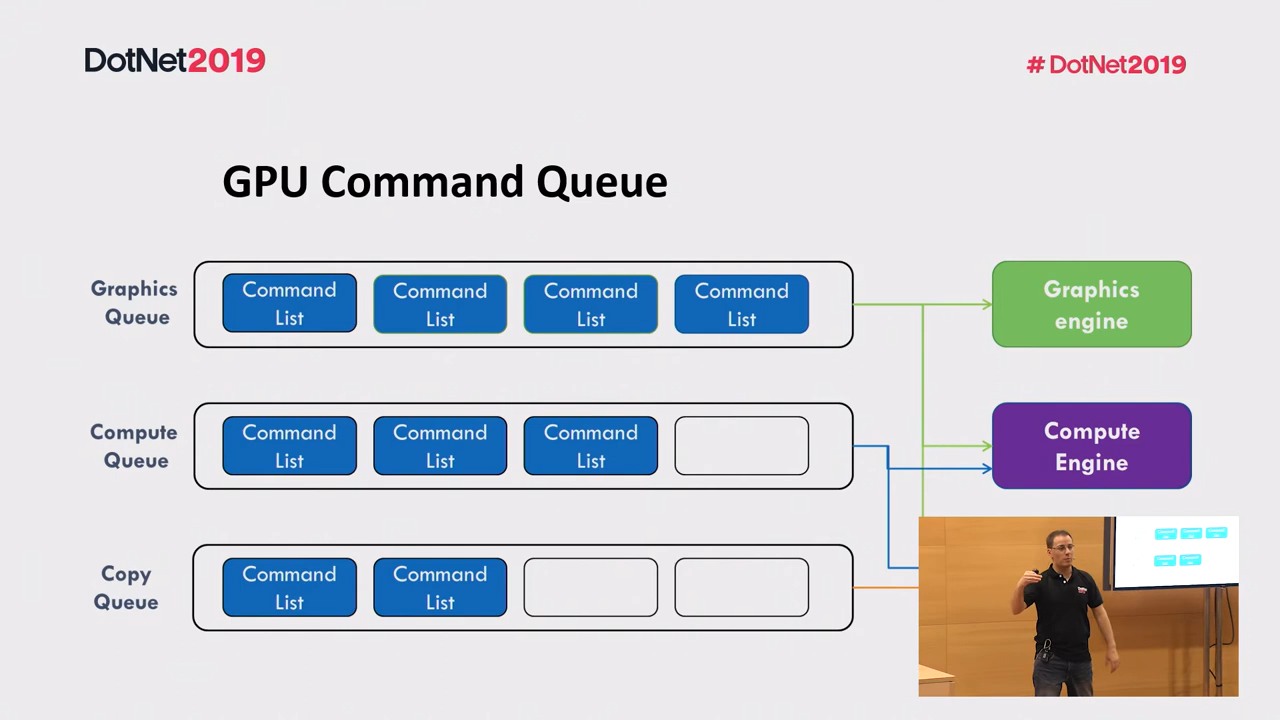 DotNet2019
# DotNet2019
GPU Command Queue
Graphics
Queue
Command
List
Command
List
Command
List
Command
List
Graphics
engine
Compute
Queue
Command
List
Command
List
Command
List
Compute
Engine
Copy
Queue
Command
List
Command
List